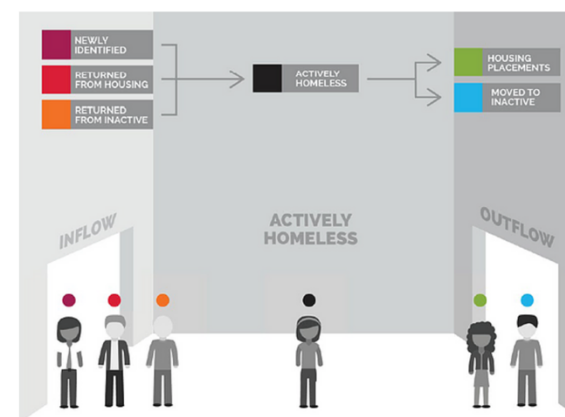 NEWLY
IDENTIFIED
RETURNED
FROM HOUSING
RETURNED
FROM INACTIVE
ACTIVELY
HOMELESS
HOUSING
PLACEMENTS
MOVED TO
INACTIVE
INFLOW
ACTIVELY
HOMELESS
OUTFLOW